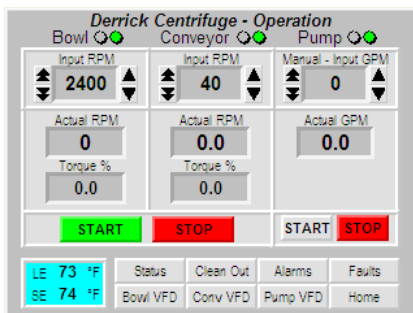 Derrick Centrifuge - Operation
Bowl Conveyor Pump
Input RPM Input RPM Manual - Input GPM
2400 40 0
Actual RPM Actual RPM Actual GPM
0 0.0 0.0
Torque % Torque %
0.0 0.0
START STOP START STOP
LE 73 °F Status Clean Out Alarms Faults
SE 74 °F Bowl VFD Conv VFD Pump VFD Home